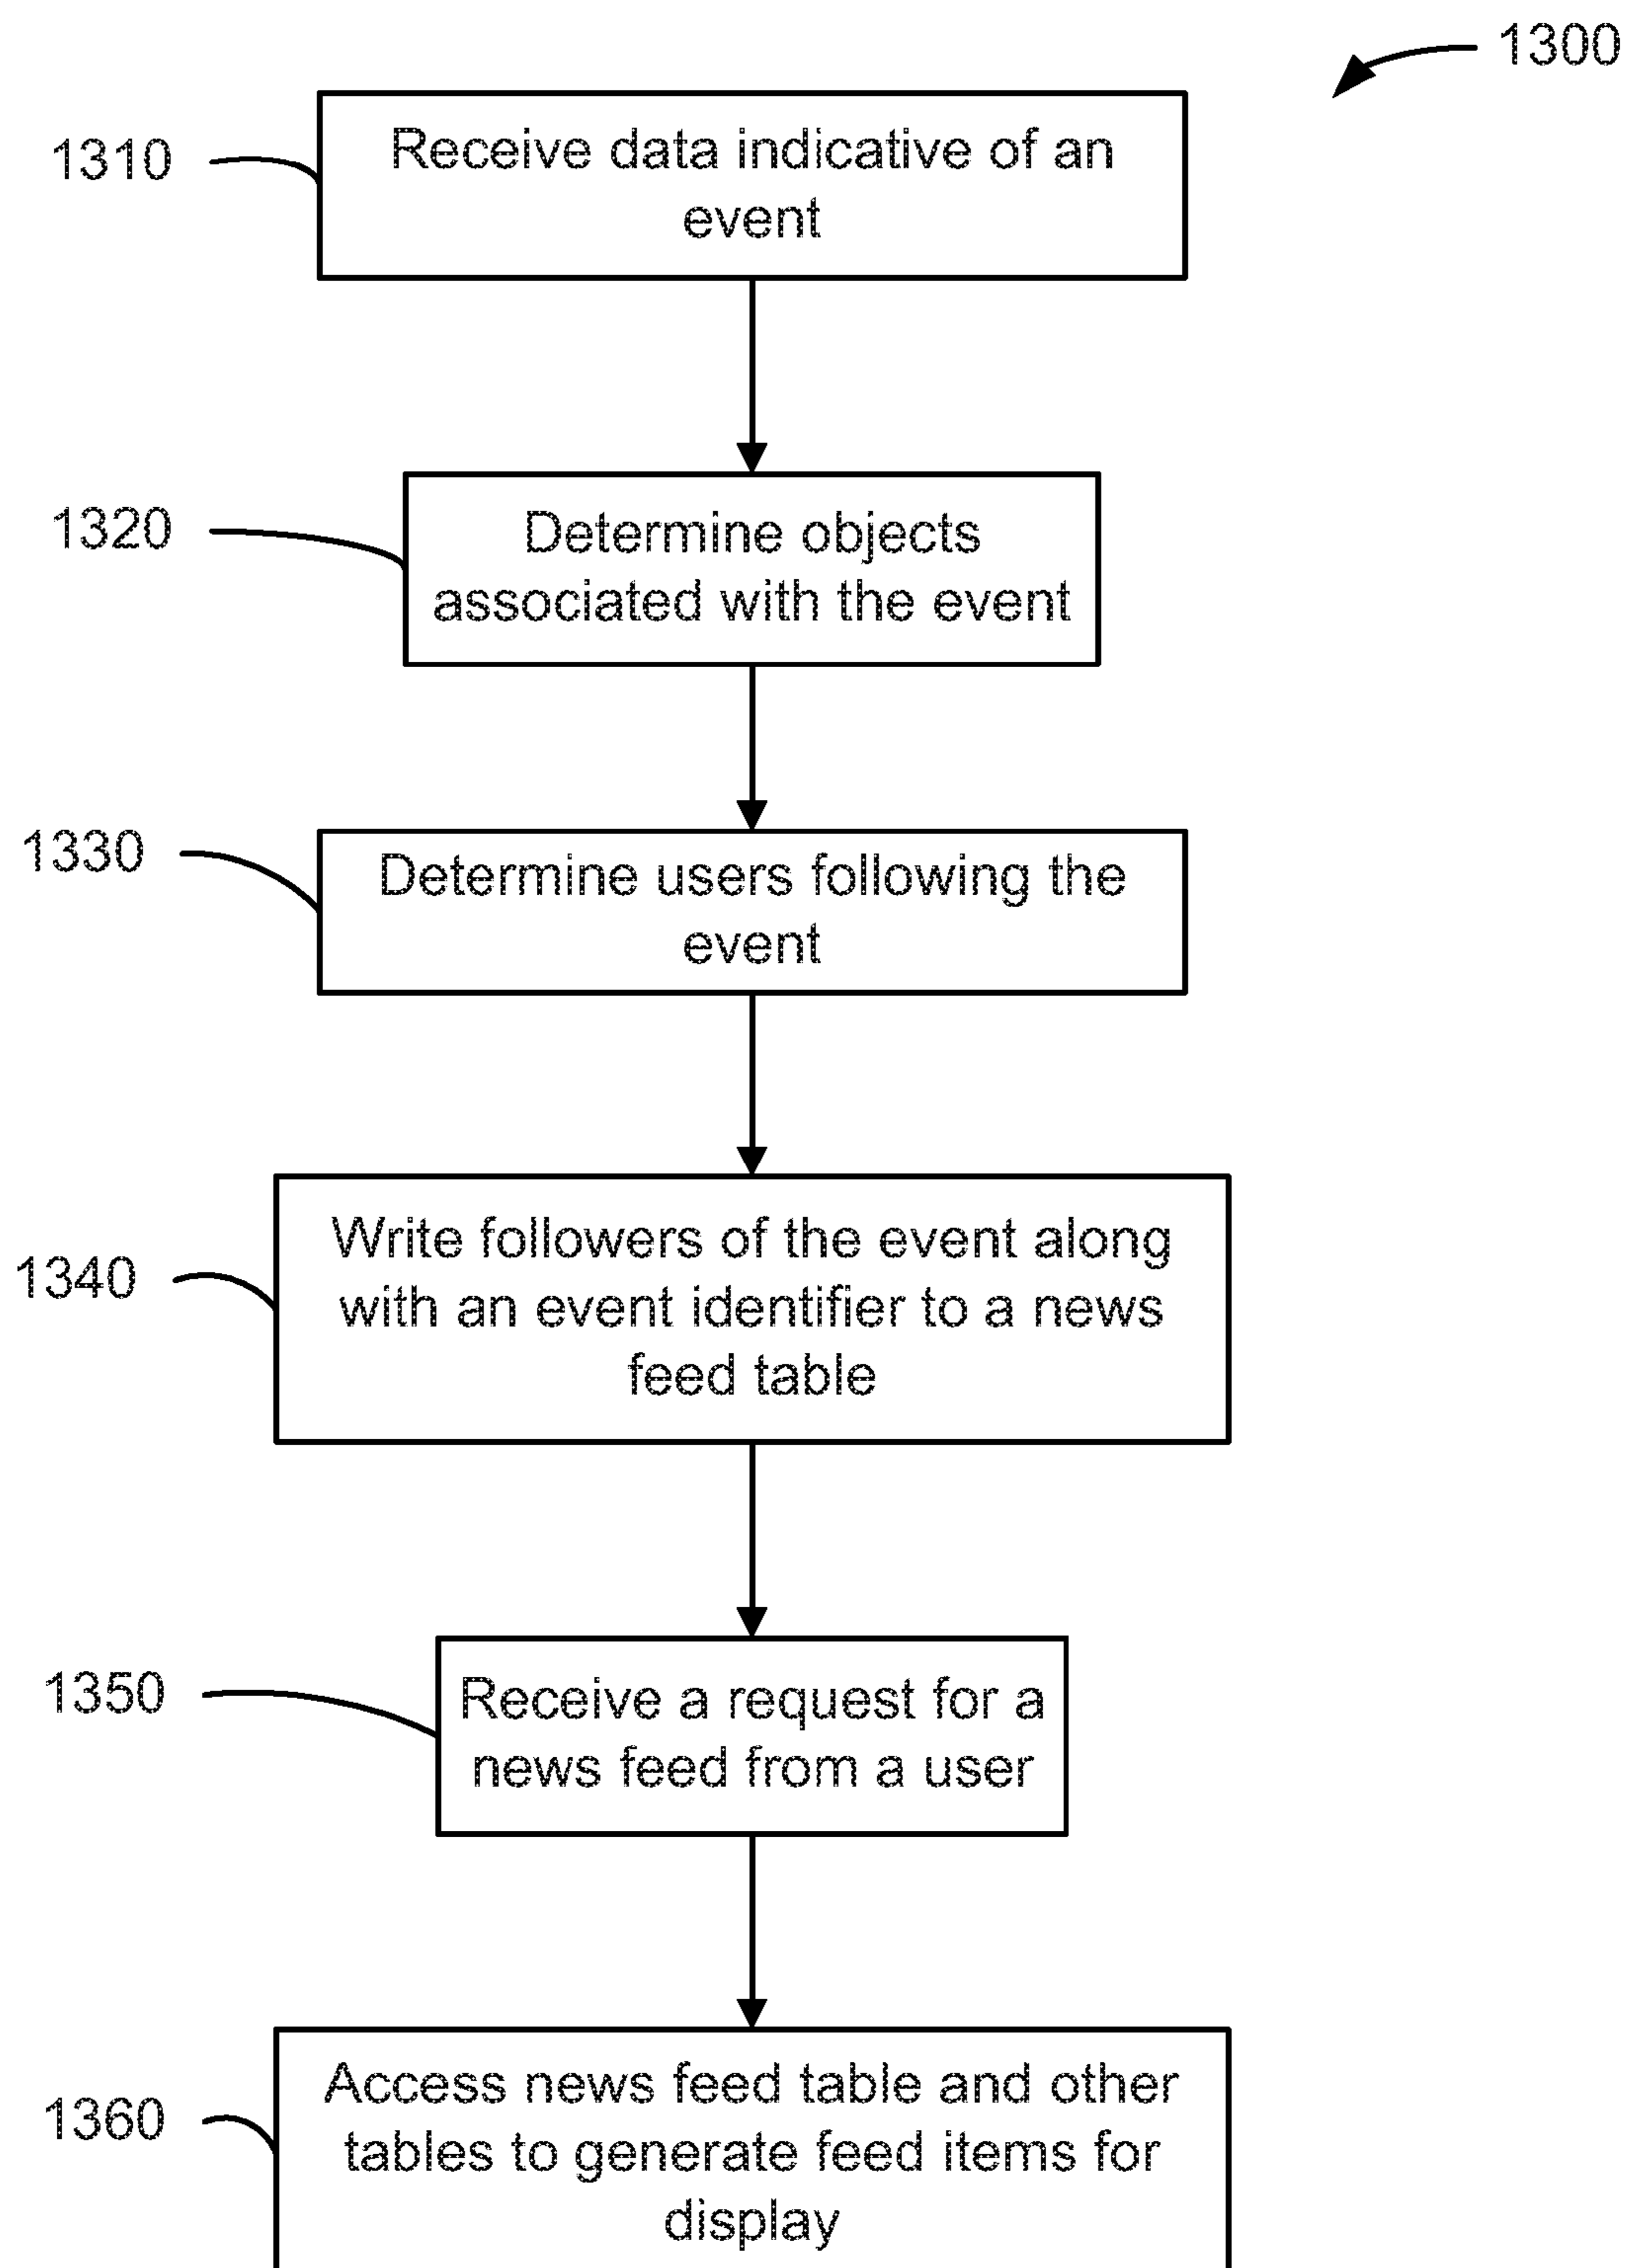 1300
1310
Receive data indicative of an
event
1320
Determine objects
associated with the event
1330
Determine users following the
event
1340
Write followers of the event along
with an event identifier to a news
feed table
1350
Receive a request for a
news feed from a user
1360
Access news feed table and other
tables to generate feed items for
display